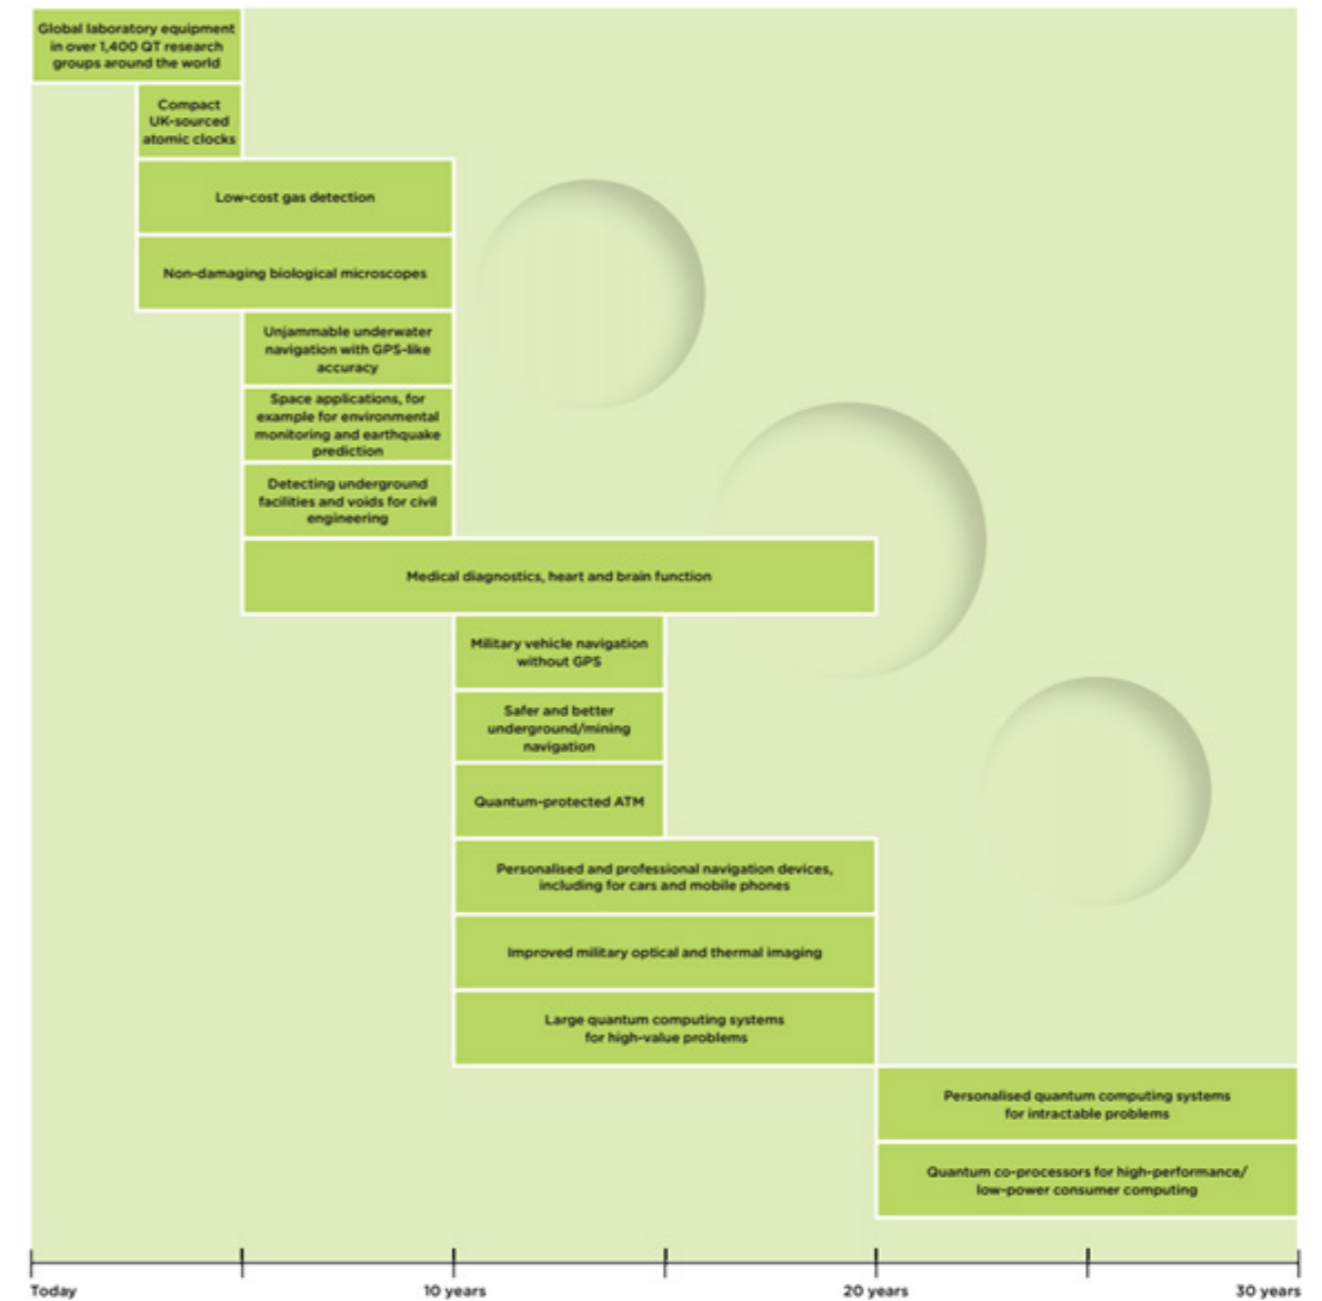 Global laboratory equipment
in over 1,400 QT research
groups around the world
Compact
UK-sourced
atomic clocks
Low-cost gas detection
Non-damaging biological microscopes
Unjammable underwater
navigation with GPS-like
accuracy
Space applications, for
example for environmental
monitoring and earthquake
prediction
Detecting underground
facilities and voids for civil
engineering
Medical diagnostics, heart and brain function
Military vehicle navigation
without GPS
Safer and better
underground/mining
navigation
Quantum-protected ATM
Personalised and professional navigation devices,
including for cars and mobile phones
Improved military optical and thermal imaging
Large quantum computing systems
for high-value problems
Personalised quantum computing systems
for intractable problems
Quantum co-processors for high-performance/
low-power consumer computing
Today 10 years 20 years 30 years